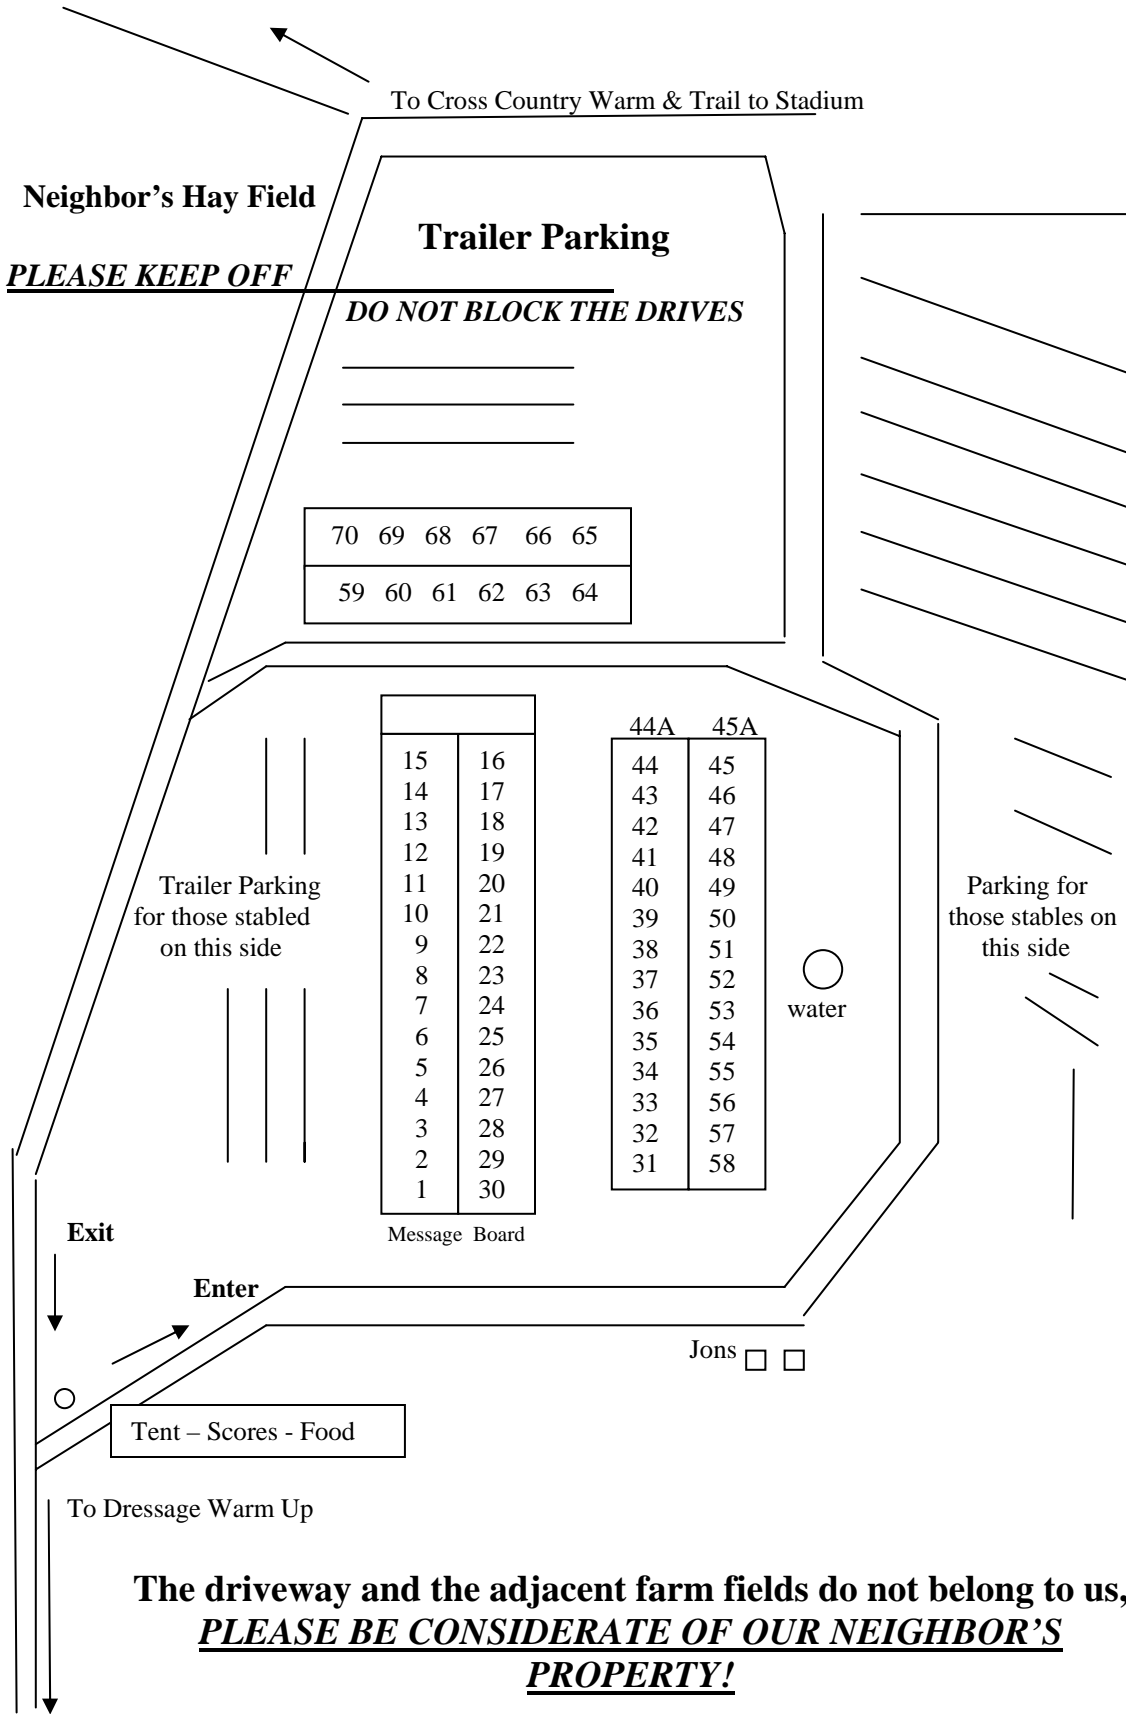 To Cross Country Warm & Trail to Stadium
Neighbor's Hay Field
Trailer Parking
PLEASE KEEP OFF
DO NOT BLOCK THE DRIVES
70 69 68 67 66 65
59 60 61 62 63 64
44A 45A
15 16
14 17
13 18
12 19
11 20
10 21
9 22
8 23
7 24
6 25
5 26
4 27
3 28
2 29
1 30
44 45
43 46
42 47
41 48
40 49
39 50
38 51
37 52
36 53
35 54
34 55
33 56
32 57
31 58
Trailer Parking
for those stabled
on this side
Parking for
those stables on
this side
water
Message Board
Exit
Enter
Jons
Tent – Scores - Food
To Dressage Warm Up
The driveway and the adjacent farm fields do not belong to us,
PLEASE BE CONSIDERATE OF OUR NEIGHBOR'S
PROPERTY!